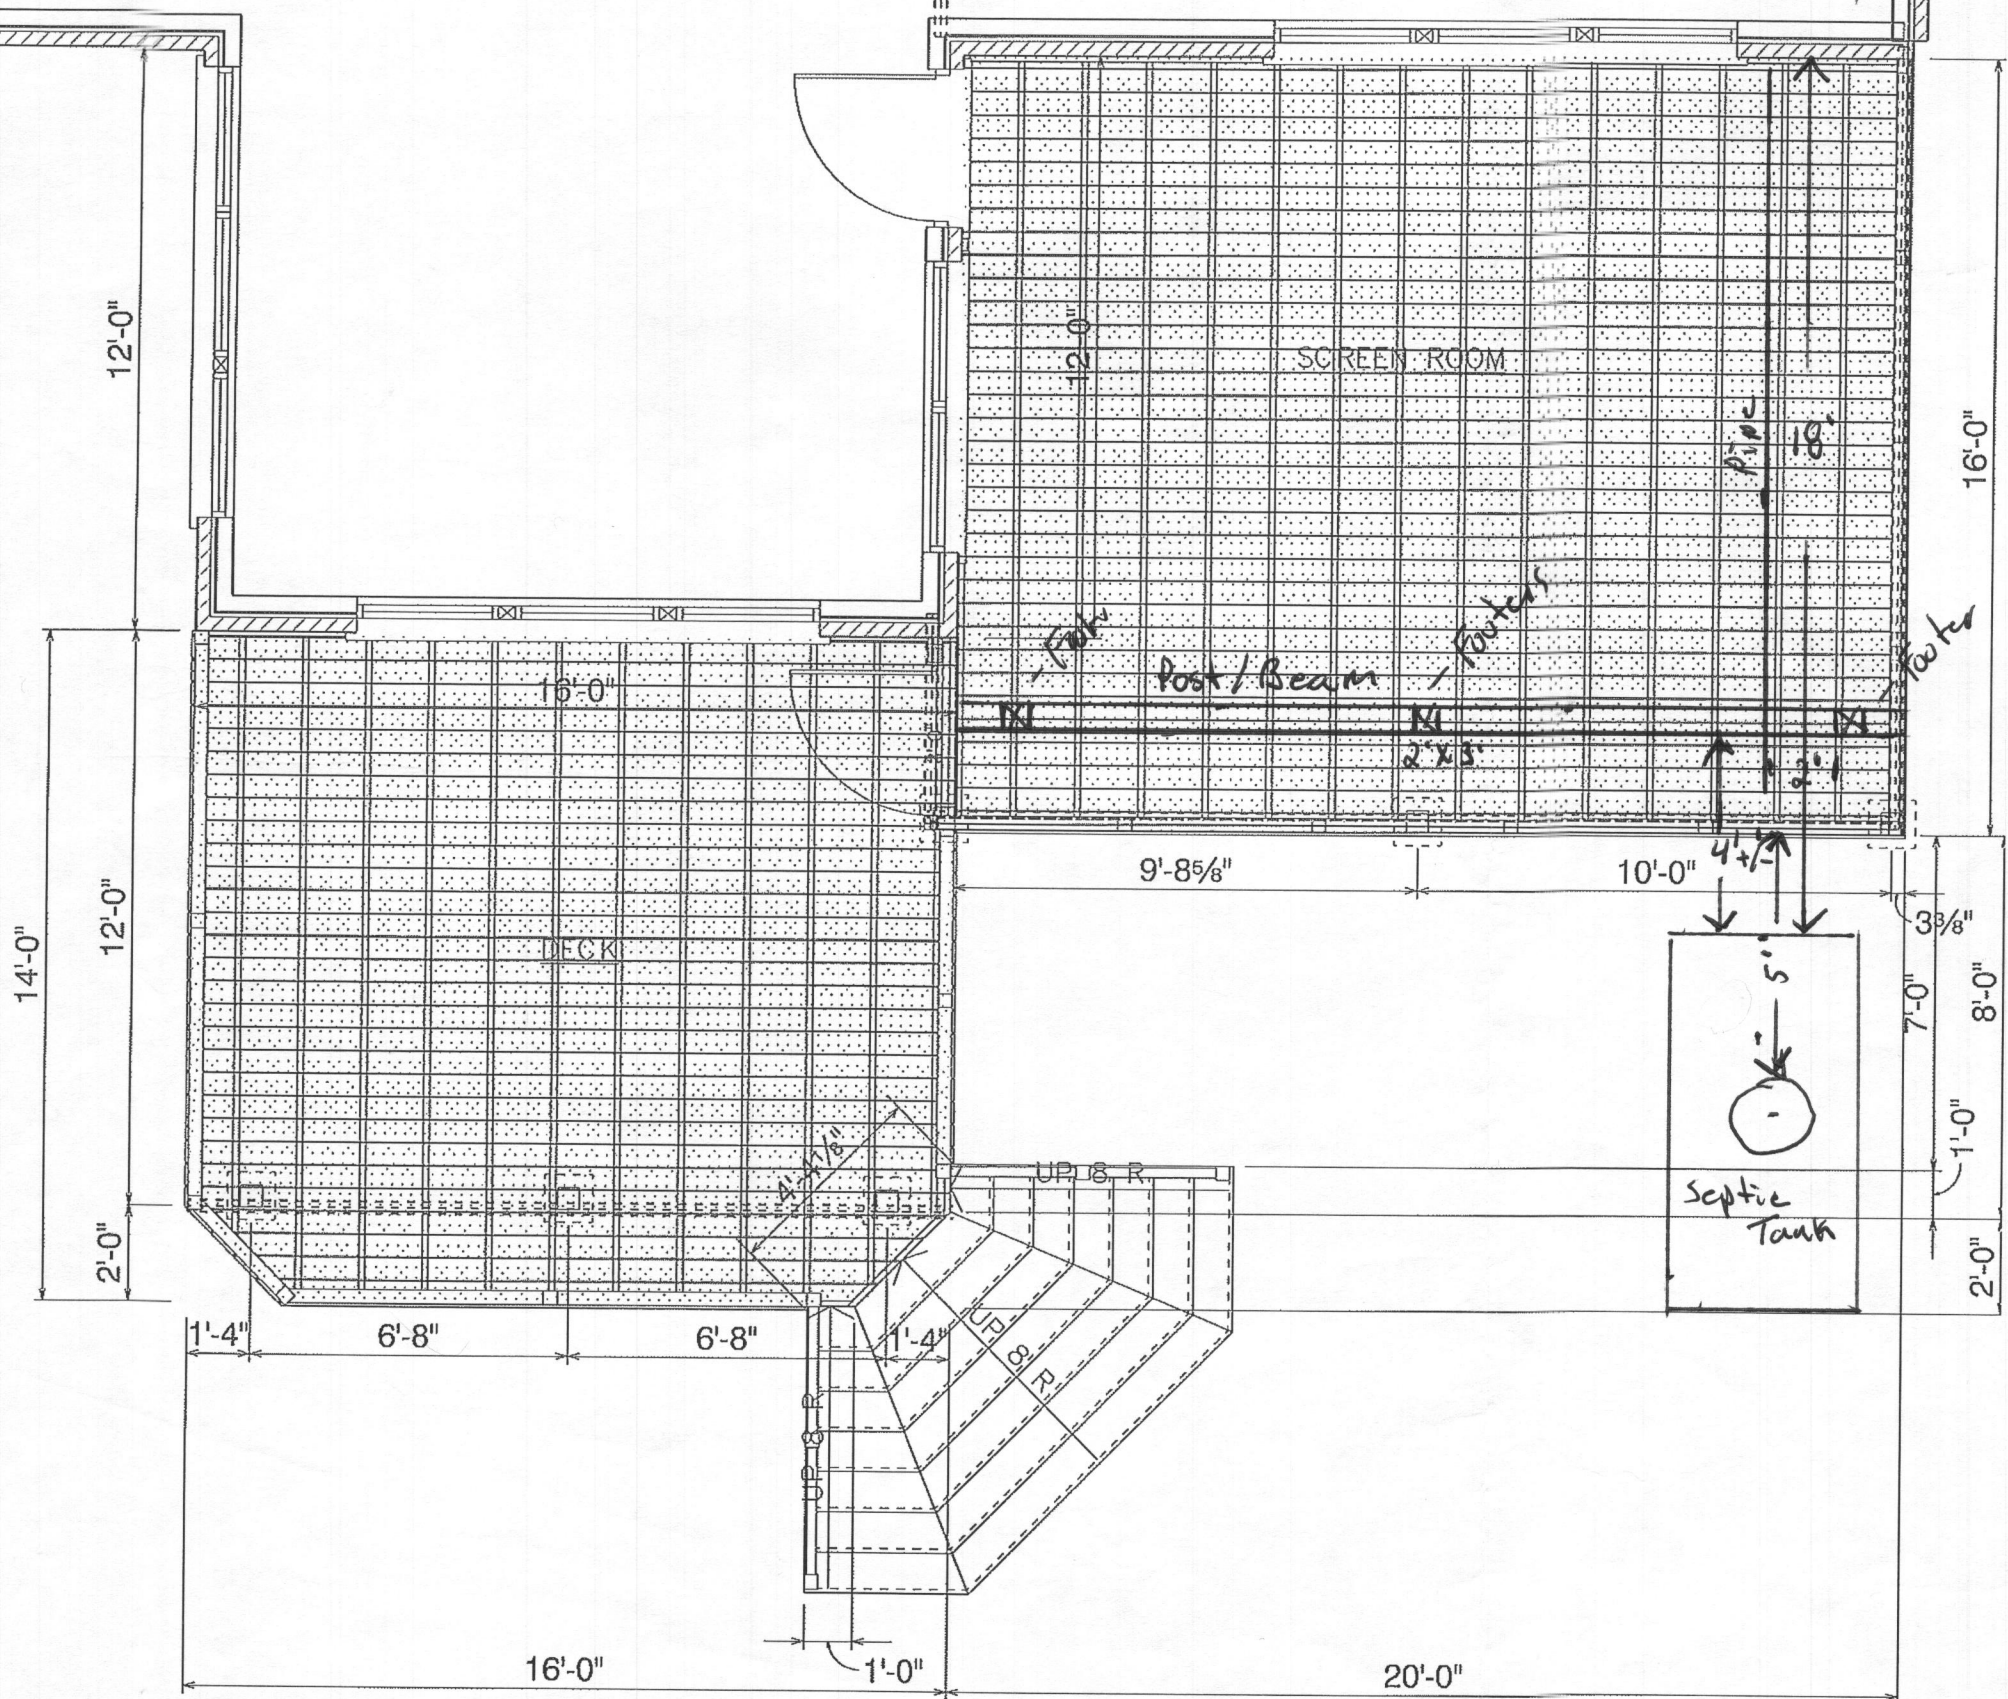 12'-0"
12'-0"
SCREEN ROOM
Pine
18'
16'-0"
Footers
Footer
Post/Beam
16'-0"
2'x3'
2'
4'+/-
9'-8⅝"
10'-0"
3⅜"
14'-0"
12'-0"
DECK
5'
7'-0"
8'-0"
4'-4⅞"
UP 8 R
1'-0"
Septic
Tank
2'-0"
2'-0"
1'-4"
6'-8"
6'-8"
1'-4"
UP 8 R
UP 8
16'-0"
1'-0"
20'-0"